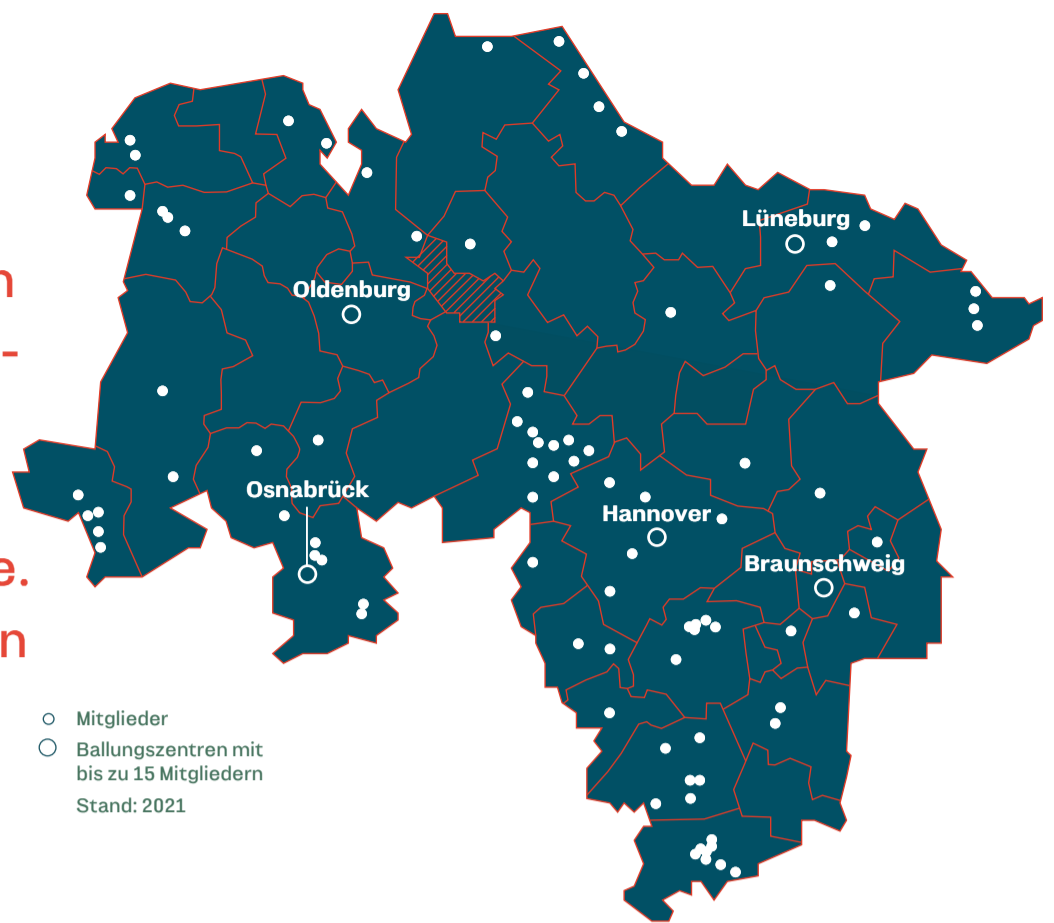 n
-
e.
n
Lüneburg
Oldenburg
Osnabrück
Hannover
Braunschweig
Mitglieder
Ballungszentren mit
bis zu 15 Mitgliedern
Stand: 2021